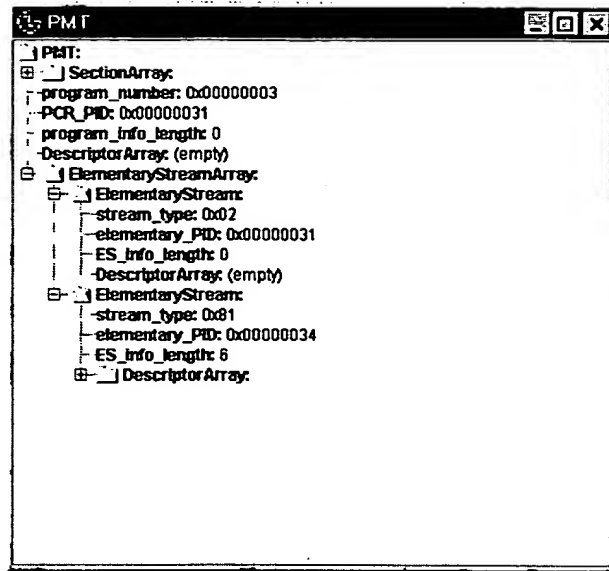 PMT
PMT:
SectionArray:
program_number: 0x00000003
PCR_PID: 0x00000031
program_info_length: 0
DescriptorArray: (empty)
ElementaryStreamArray:
ElementaryStream:
stream_type: 0x02
elementary_PID: 0x00000031
ES_info_length: 0
DescriptorArray: (empty)
ElementaryStream:
stream_type: 0x81
elementary_PID: 0x00000034
ES_info_length: 6
DescriptorArray: